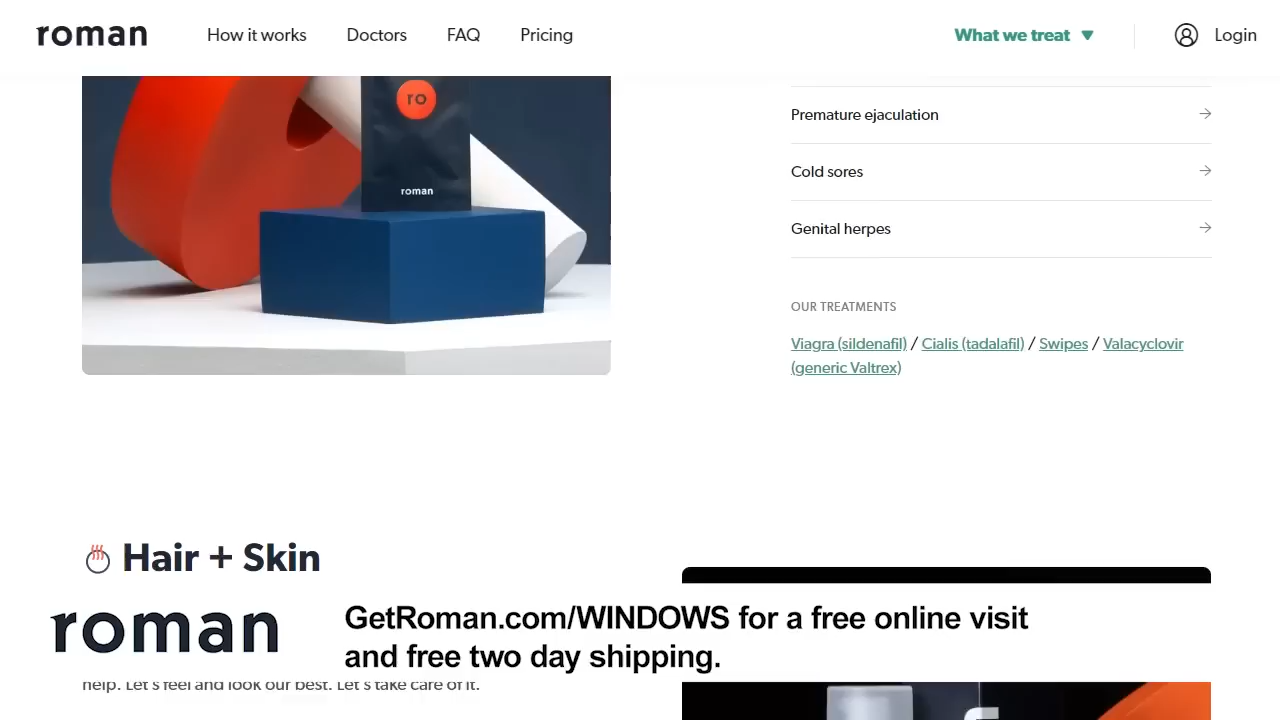 roman How it works Doctors FAQ Pricing What we treat Login
ro
roman
Premature ejaculation
Cold sores
Genital herpes
OUR TREATMENTS
Viagra (sildenafil) / Cialis (tadalafil) / Swipes / Valacyclovir
(generic Valtrex)
Hair + Skin
roman
GetRoman.com/WINDOWS for a free online visit
and free two day shipping.
help. Let's feel and look our best. Let's take care of it.